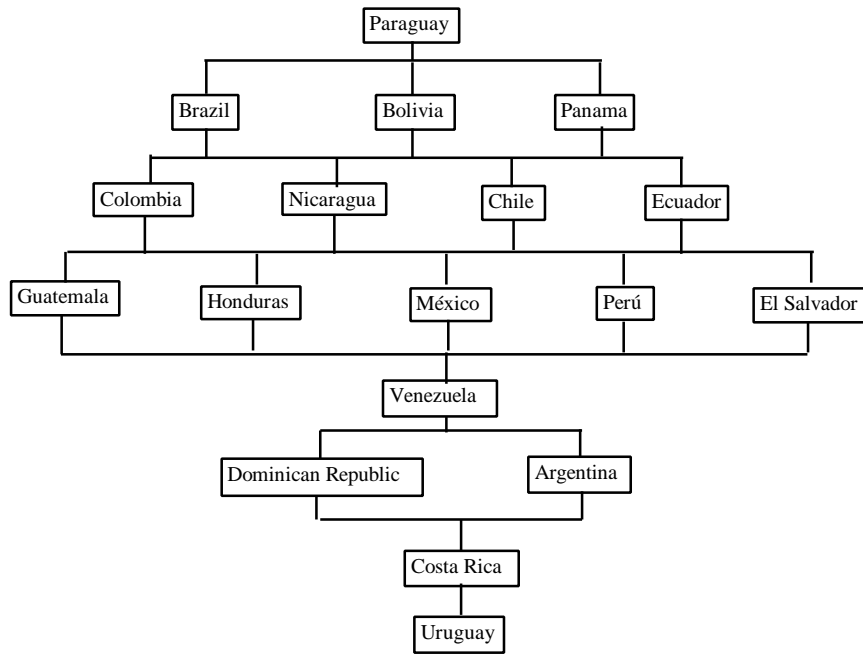 Paraguay
Brazil
Bolivia
Panama
Colombia
Nicaragua
Chile
Ecuador
Guatemala
Honduras
México
Perú
El Salvador
Venezuela
Dominican Republic
Argentina
Costa Rica
Uruguay